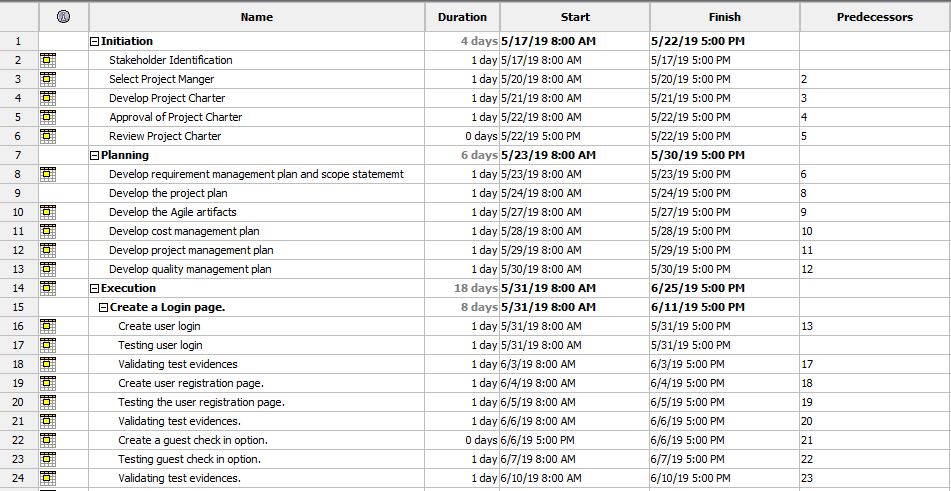 Name Duration Start Finish Predecessors
1 Initiation 4 days 5/17/19 8:00 AM 5/22/19 5:00 PM
2 Stakeholder Identification 1 day 5/17/19 8:00 AM 5/17/19 5:00 PM
3 Select Project Manger 1 day 5/20/19 8:00 AM 5/20/19 5:00 PM 2
4 Develop Project Charter 1 day 5/21/19 8:00 AM 5/21/19 5:00 PM 3
5 Approval of Project Charter 1 day 5/22/19 8:00 AM 5/22/19 5:00 PM 4
6 Review Project Charter 0 days 5/22/19 5:00 PM 5/22/19 5:00 PM 5
7 Planning 6 days 5/23/19 8:00 AM 5/30/19 5:00 PM
8 Develop requirement management plan and scope statememt 1 day 5/23/19 8:00 AM 5/23/19 5:00 PM 6
9 Develop the project plan 1 day 5/24/19 8:00 AM 5/24/19 5:00 PM 8
10 Develop the Agile artifacts 1 day 5/27/19 8:00 AM 5/27/19 5:00 PM 9
11 Develop cost management plan 1 day 5/28/19 8:00 AM 5/28/19 5:00 PM 10
12 Develop project management plan 1 day 5/29/19 8:00 AM 5/29/19 5:00 PM 11
13 Develop quality management plan 1 day 5/30/19 8:00 AM 5/30/19 5:00 PM 12
14 Execution 18 days 5/31/19 8:00 AM 6/25/19 5:00 PM
15 Create a Login page. 8 days 5/31/19 8:00 AM 6/11/19 5:00 PM
16 Create user login 1 day 5/31/19 8:00 AM 5/31/19 5:00 PM 13
17 Testing user login 1 day 5/31/19 8:00 AM 5/31/19 5:00 PM
18 Validating test evidences 1 day 6/3/19 8:00 AM 6/3/19 5:00 PM 17
19 Create user registration page. 1 day 6/4/19 8:00 AM 6/4/19 5:00 PM 18
20 Testing the user registration page. 1 day 6/5/19 8:00 AM 6/5/19 5:00 PM 19
21 Validating test evidences. 1 day 6/6/19 8:00 AM 6/6/19 5:00 PM 20
22 Create a guest check in option. 0 days 6/6/19 5:00 PM 6/6/19 5:00 PM 21
23 Testing guest check in option. 1 day 6/7/19 8:00 AM 6/7/19 5:00 PM 22
24 Validating test evidences. 1 day 6/10/19 8:00 AM 6/10/19 5:00 PM 23